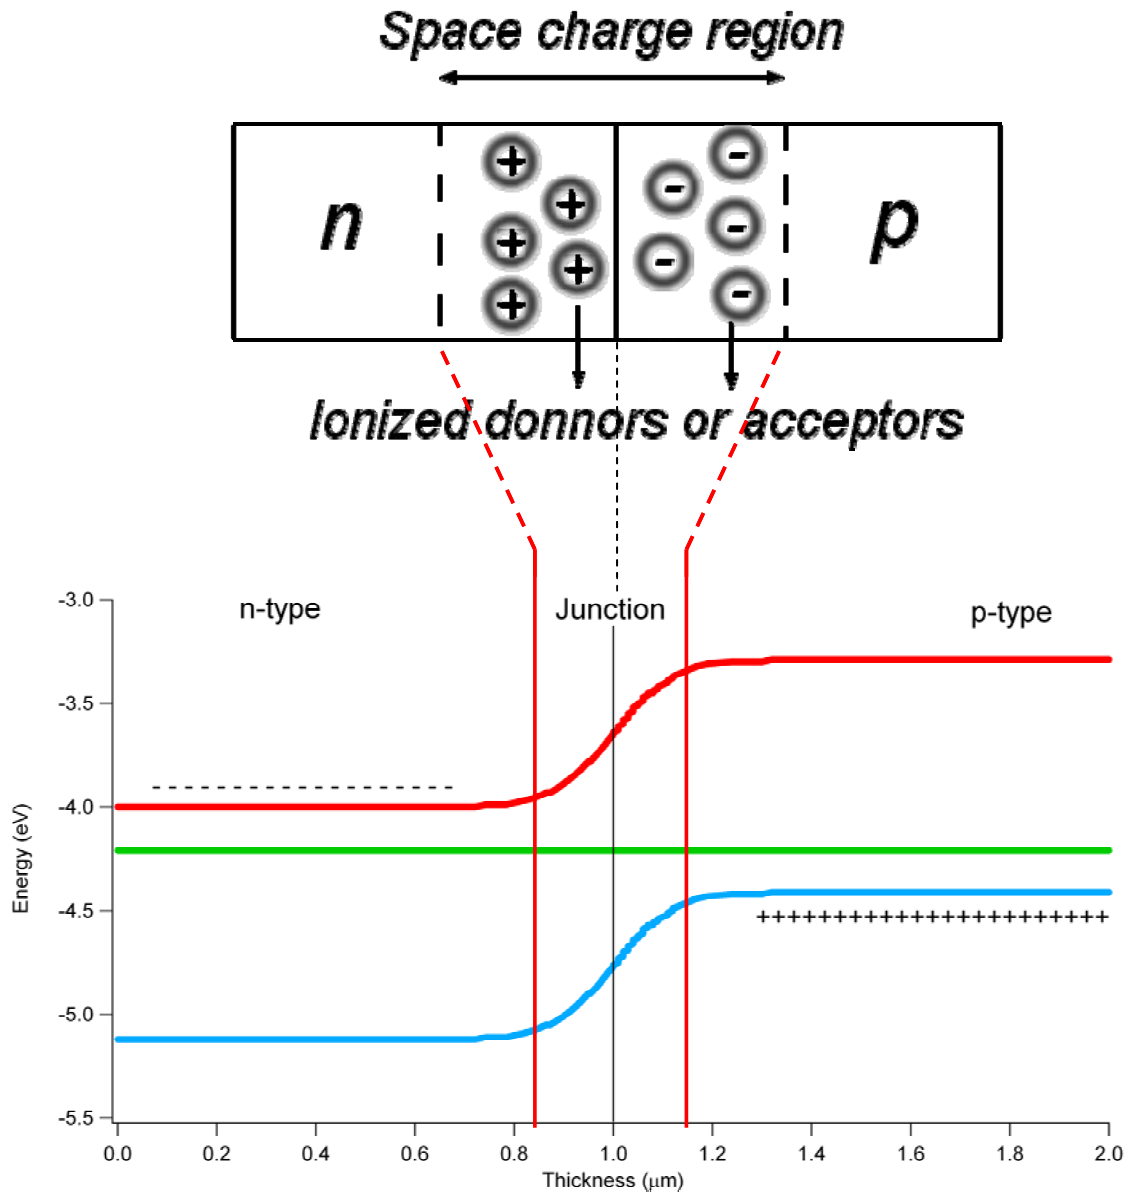 Space charge region
n
+ + + + +
- - - - -
p
Ionized donnors or acceptors
n-type
Junction
p-type
-3.0
-3.5
-4.0
-4.5
-5.0
-5.5
Energy (eV)
- - - - - - - - - - - - - - - - - - - - - - -
+++++++++++++++++++++++
0.0 0.2 0.4 0.6 0.8 1.0 1.2 1.4 1.6 1.8 2.0
Thickness (μm)